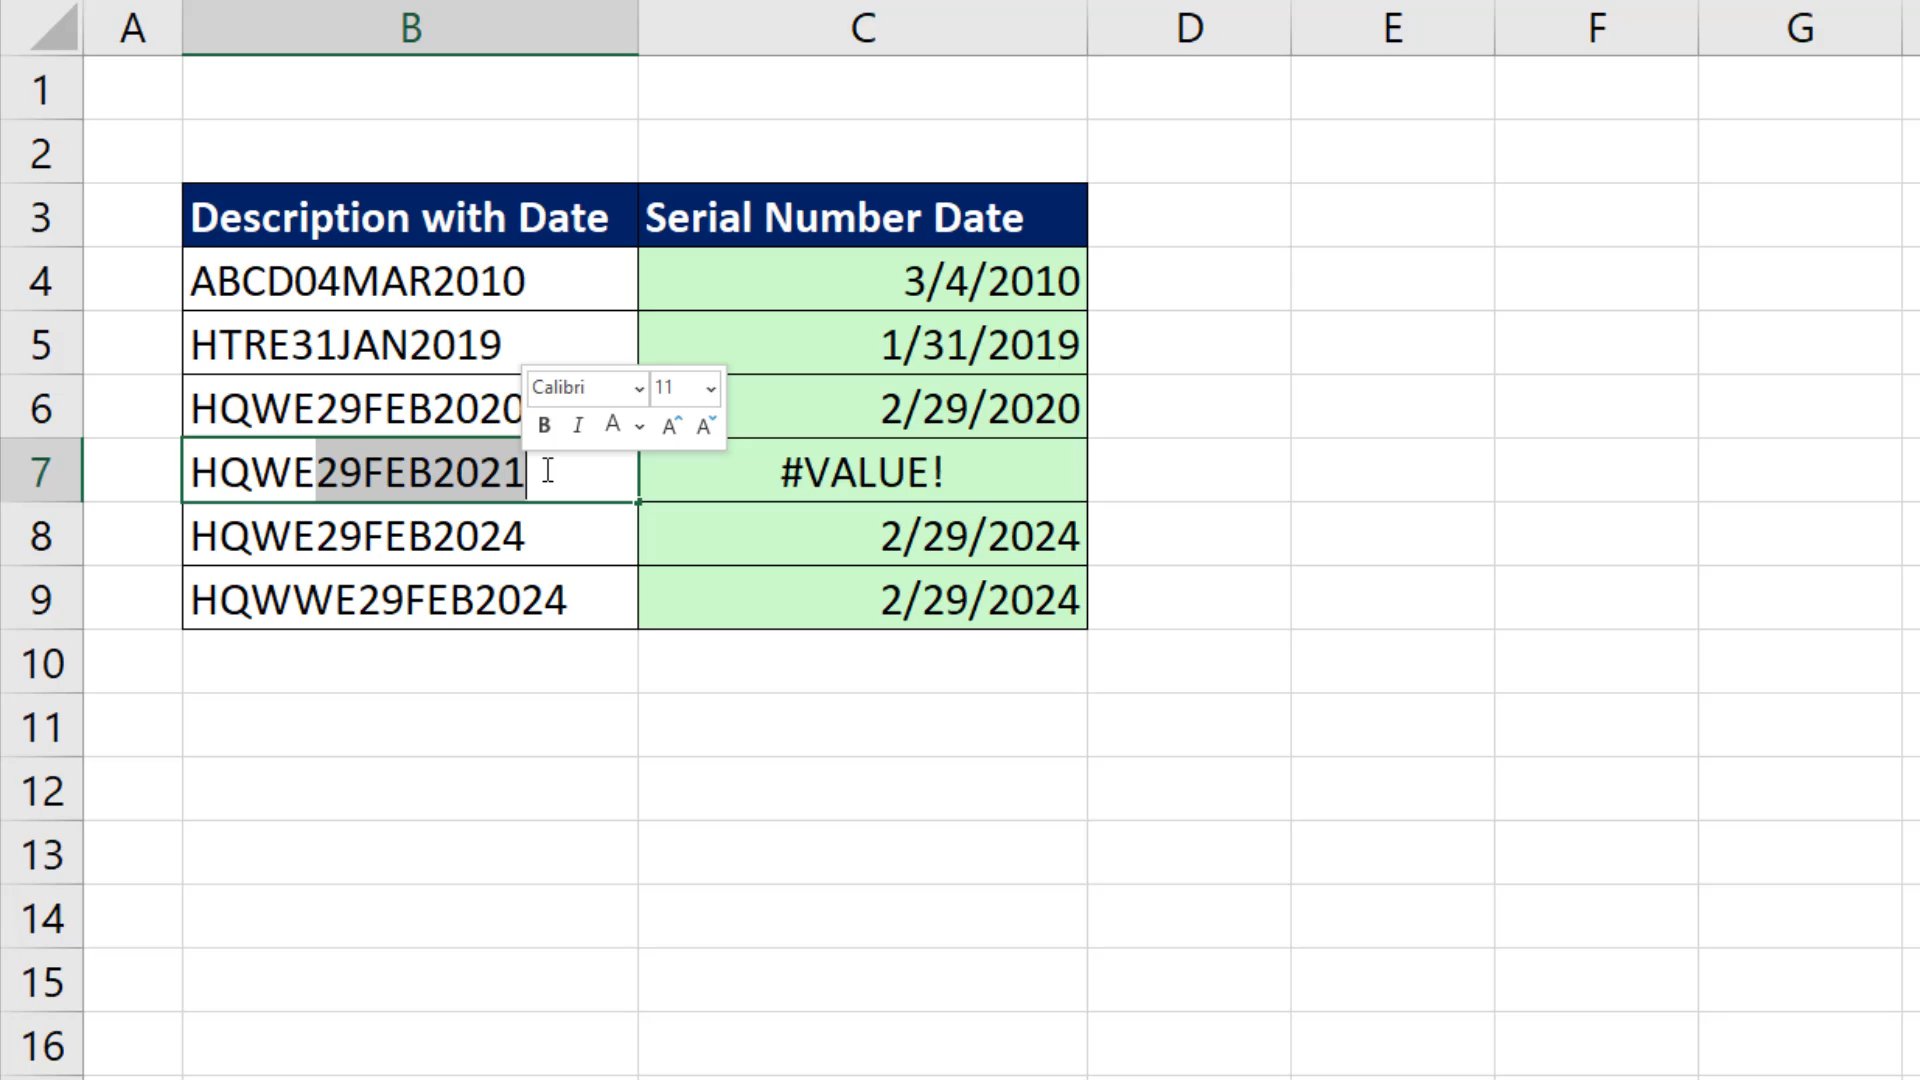 A B C D E F G
1
2
3 Description with Date Serial Number Date
4 ABCD04MAR2010 3/4/2010
5 HTRE31JAN2019 1/31/2019
Calibri 11
B I A A A
6 HQWE29FEB2020 2/29/2020
7 HQWE29FEB2021 #VALUE!
8 HQWE29FEB2024 2/29/2024
9 HQWWE29FEB2024 2/29/2024
10
11
12
13
14
15
16